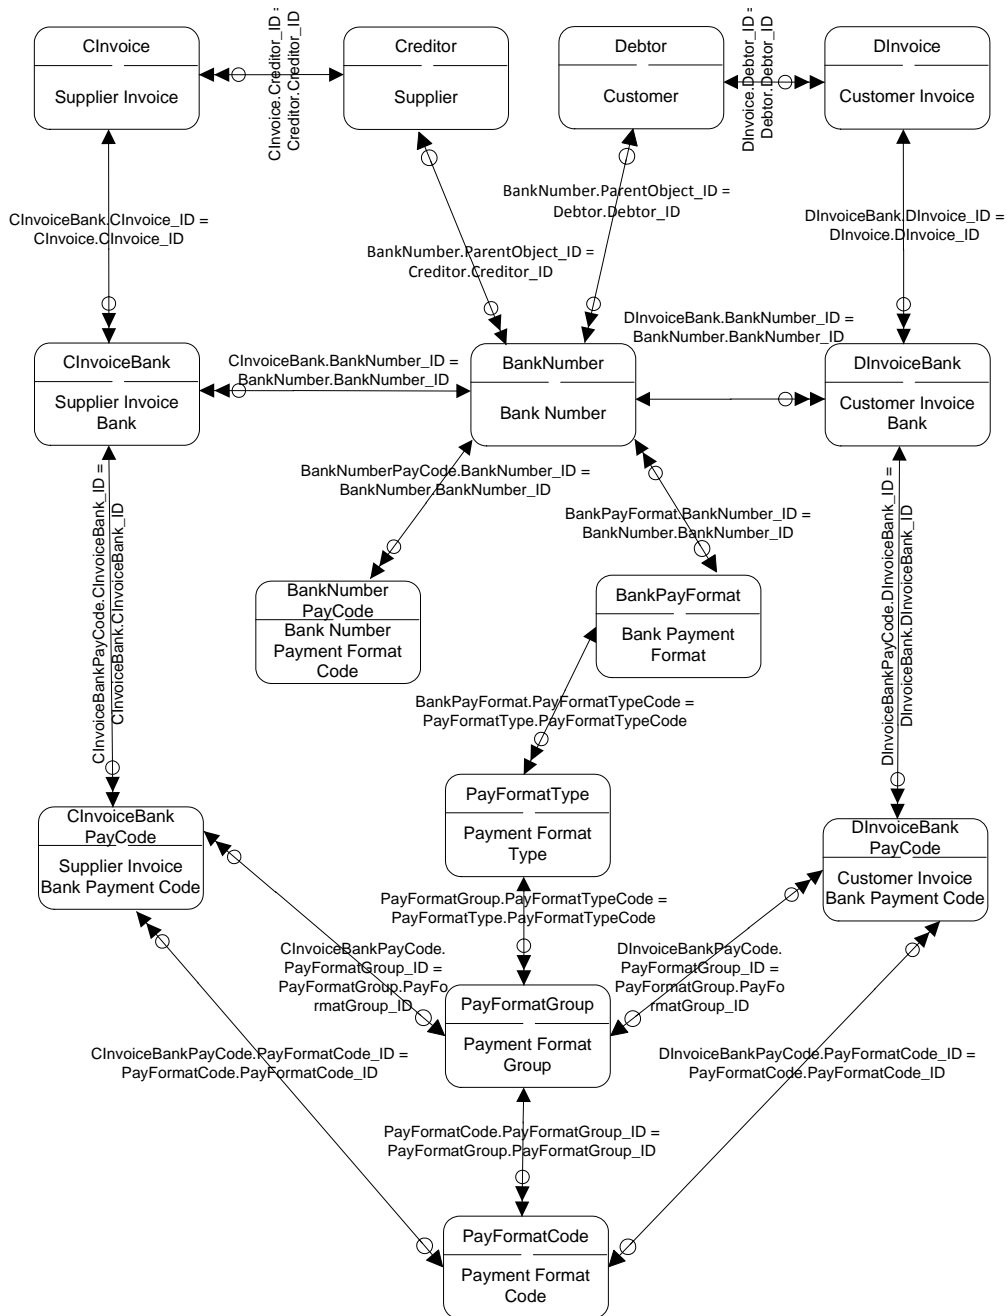 CInvoice
Supplier Invoice
CInvoice.Creditor_ID =
Creditor.Creditor_ID
Creditor
Supplier
Debtor
Customer
DInvoice.Debtor_ID =
Debtor.Debtor_ID
DInvoice
Customer Invoice
CInvoiceBank.CInvoice_ID =
CInvoice.CInvoice_ID
BankNumber.ParentObject_ID =
Creditor.Creditor_ID
BankNumber.ParentObject_ID =
Debtor.Debtor_ID
DInvoiceBank.DInvoice_ID =
DInvoice.DInvoice_ID
CInvoiceBank
Supplier Invoice
Bank
CInvoiceBank.BankNumber_ID =
BankNumber.BankNumber_ID
BankNumber
Bank Number
DInvoiceBank.BankNumber_ID =
BankNumber.BankNumber_ID
DInvoiceBank
Customer Invoice
Bank
CInvoiceBankPayCode.CInvoiceBank_ID =
CInvoiceBank.CInvoiceBank_ID
BankNumberPayCode.BankNumber_ID =
BankNumber.BankNumber_ID
BankPayFormat.BankNumber_ID =
BankNumber.BankNumber_ID
DInvoiceBankPayCode.DInvoiceBank_ID =
DInvoiceBank.DInvoiceBank_ID
BankNumber
PayCode
Bank Number
Payment Format
Code
BankPayFormat
Bank Payment
Format
BankPayFormat.PayFormatTypeCode =
PayFormatType.PayFormatTypeCode
CInvoiceBank
PayCode
Supplier Invoice
Bank Payment Code
PayFormatType
Payment Format
Type
DInvoiceBank
PayCode
Customer Invoice
Bank Payment Code
PayFormatGroup.PayFormatTypeCode =
PayFormatType.PayFormatTypeCode
CInvoiceBankPayCode.
PayFormatGroup_ID =
PayFormatGroup.PayFo
rmatGroup_ID
DInvoiceBankPayCode.
PayFormatGroup_ID =
PayFormatGroup.PayFo
rmatGroup_ID
PayFormatGroup
Payment Format
Group
CInvoiceBankPayCode.PayFormatCode_ID =
PayFormatCode.PayFormatCode_ID
DInvoiceBankPayCode.PayFormatCode_ID =
PayFormatCode.PayFormatCode_ID
PayFormatCode.PayFormatGroup_ID =
PayFormatGroup.PayFormatGroup_ID
PayFormatCode
Payment Format
Code